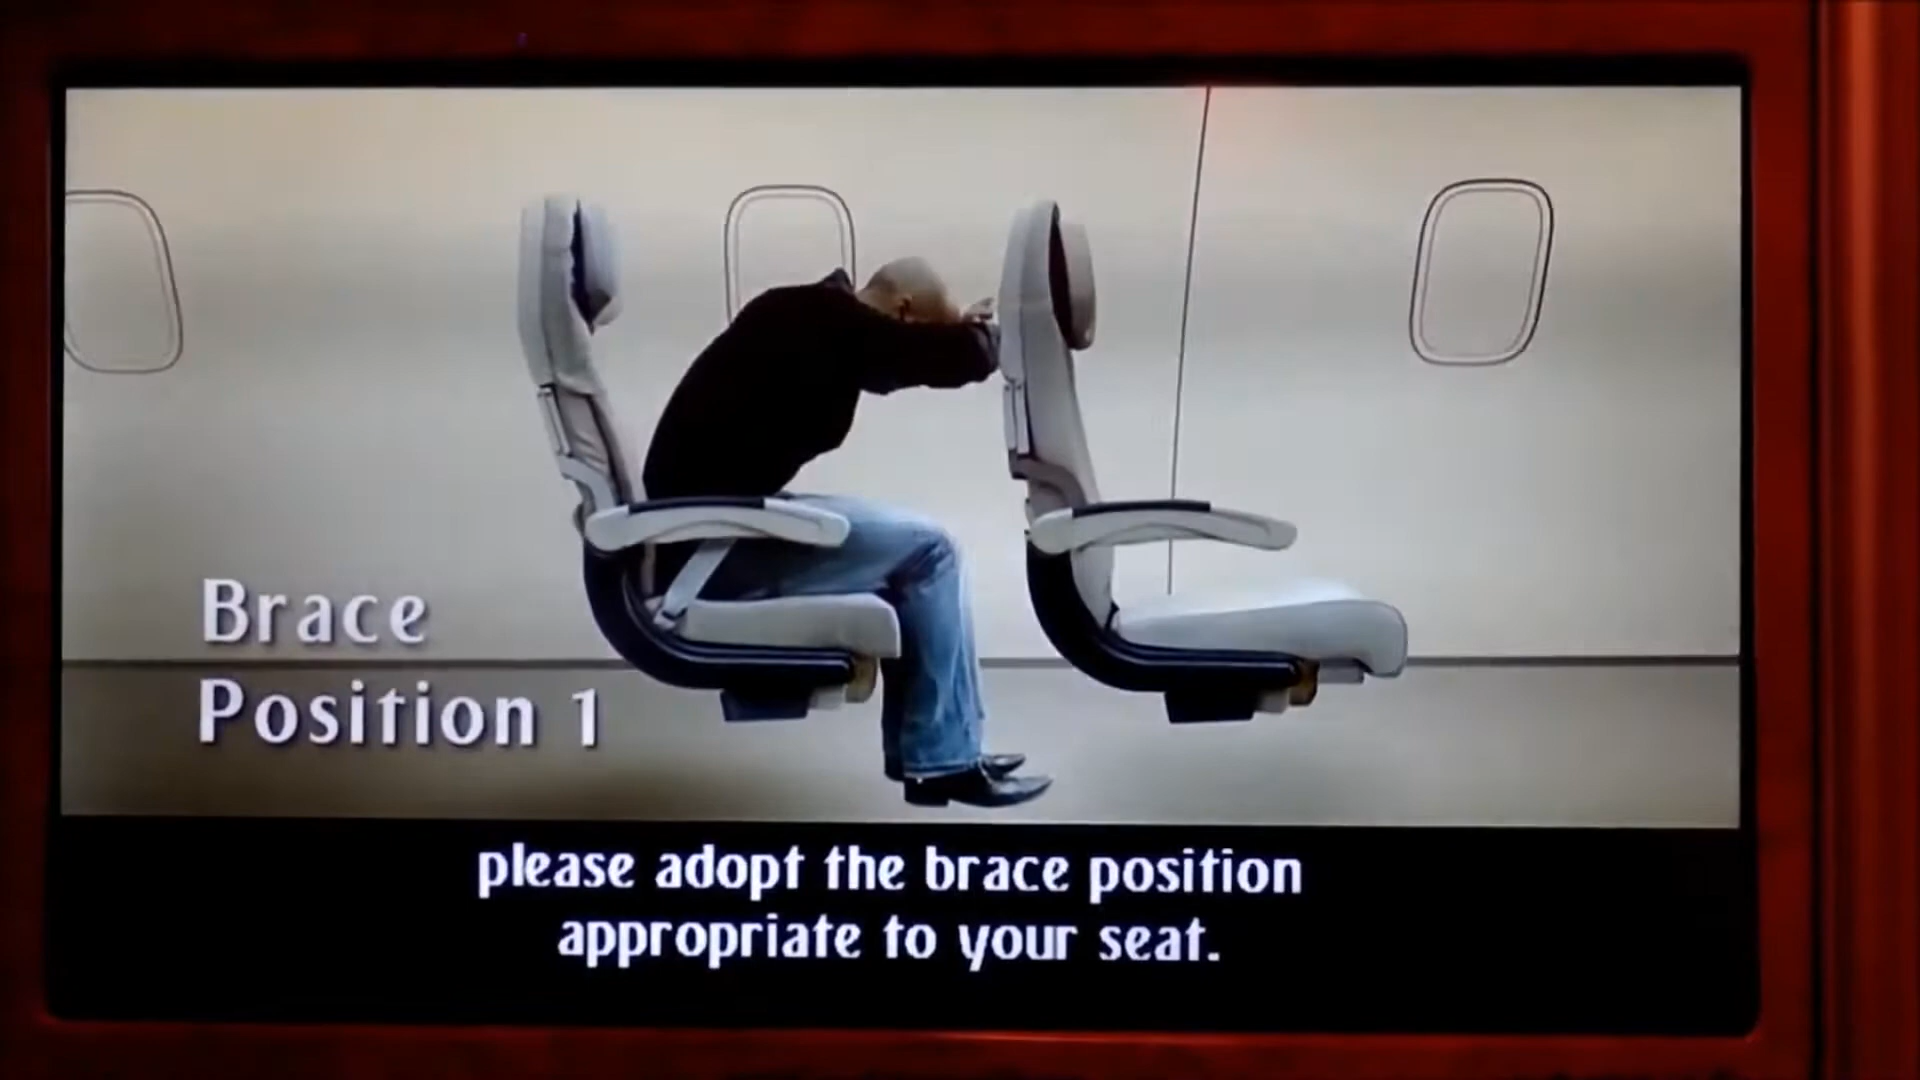 Brace
Position 1
please adopt the brace position
appropriate to your seat.